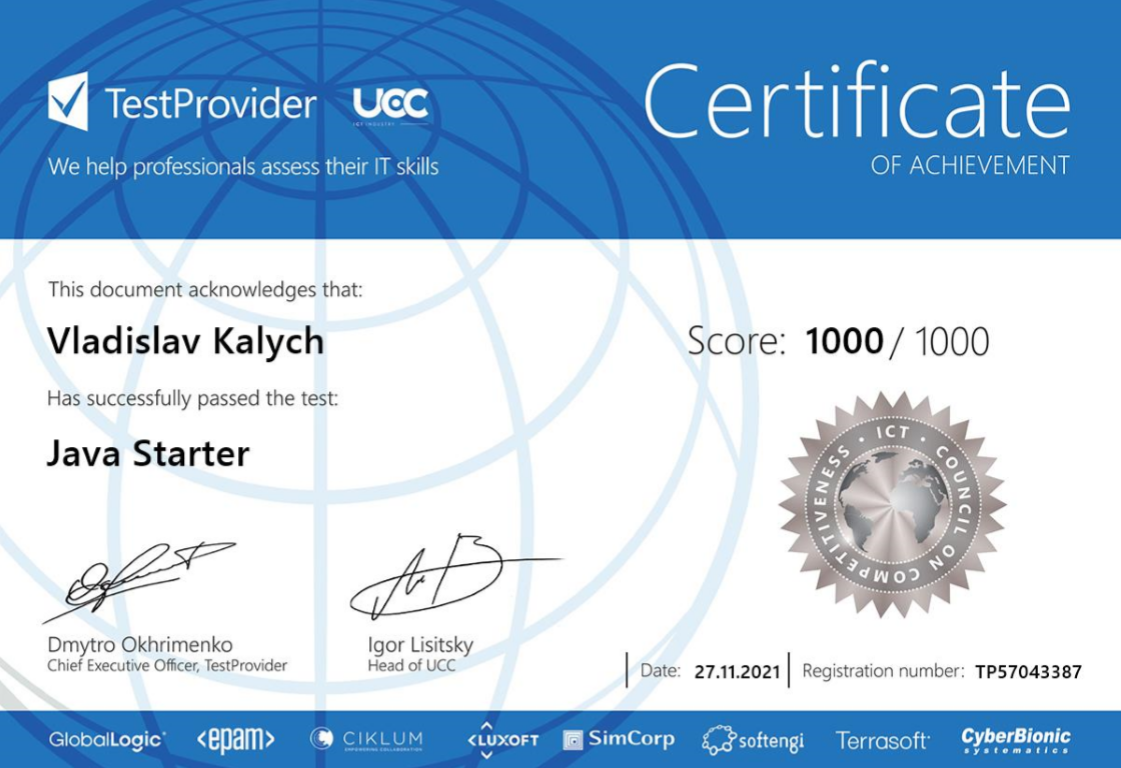 TestProvider UCC
ICT INDUSTRY
We help professionals assess their IT skills
Certificate
OF ACHIEVEMENT
This document acknowledges that:
Vladislav Kalych
Score: 1000 / 1000
Has successfully passed the test:
Java Starter
ICT · COUNCIL ON COMPETITIVENESS ·
Dmytro Okhrimenko
Chief Executive Officer, TestProvider
Igor Lisitsky
Head of UCC
Date: 27.11.2021
Registration number: TP57043387
GlobalLogic <epam> CIKLUM LUXOFT SimCorp softengi Terrasoft CyberBionic
EMPOWERING COLLABORATION
systematics